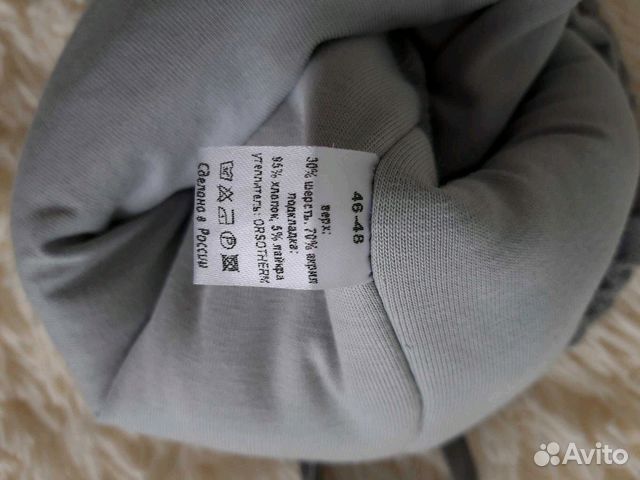 46-48
верх:
30% шерсть, 70% акрил
подкладка:
95% хлопок, 5% лайкра
утеплитель: ORSOTHERM
Сделано в России
Avito